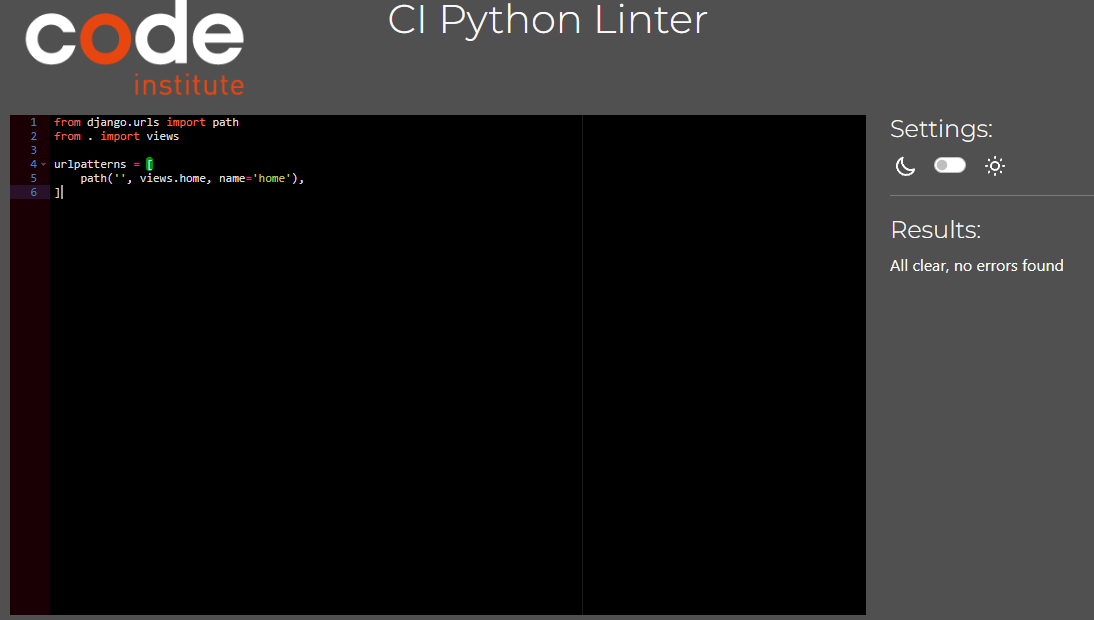 code
institute
CI Python Linter
1 from django.urls import path
2 from . import views
3
4 urlpatterns = [
5     path('', views.home, name='home'),
6 ]
Settings:
Results:
All clear, no errors found